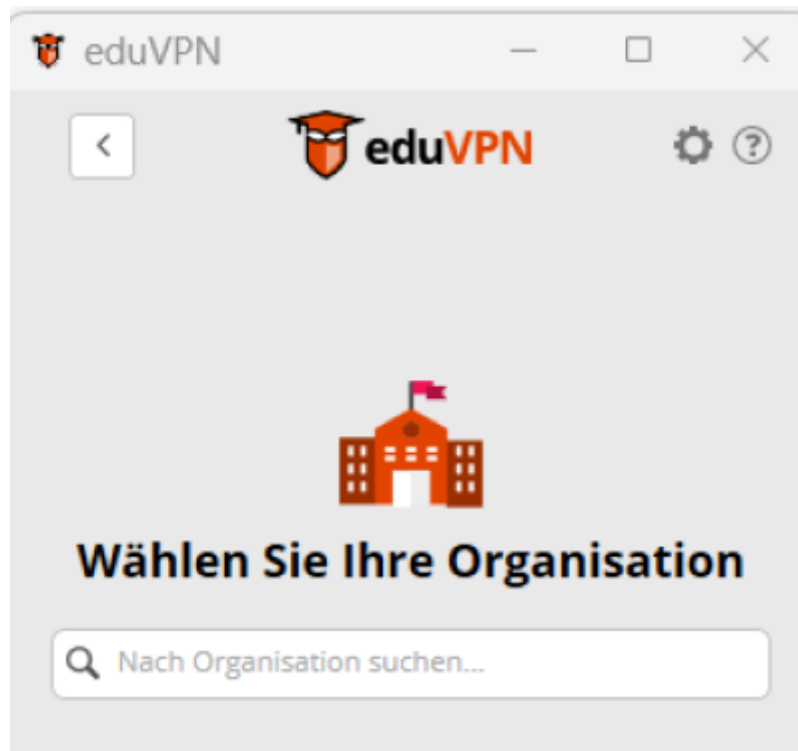 eduVPN
eduVPN
Wählen Sie Ihre Organisation
Nach Organisation suchen...